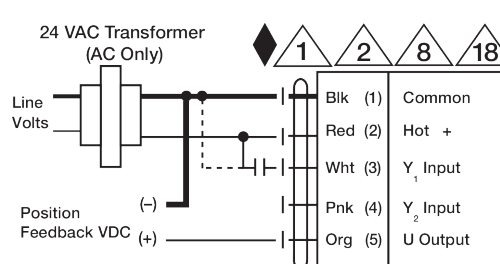 24 VAC Transformer
(AC Only)
1 2 8 18
Line
Volts
Blk (1) Common
Red (2) Hot +
Wht (3) Y1 Input
Pnk (4) Y2 Input
Org (5) U Output
Position
Feedback VDC
(–)
(+)